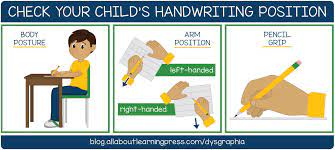 CHECK YOUR CHILD'S HANDWRITING POSITION
BODY
POSTURE
ARM
POSITION
left-handed
right-handed
PENCIL
GRIP
blog.allaboutlearningpress.com/dysgraphia